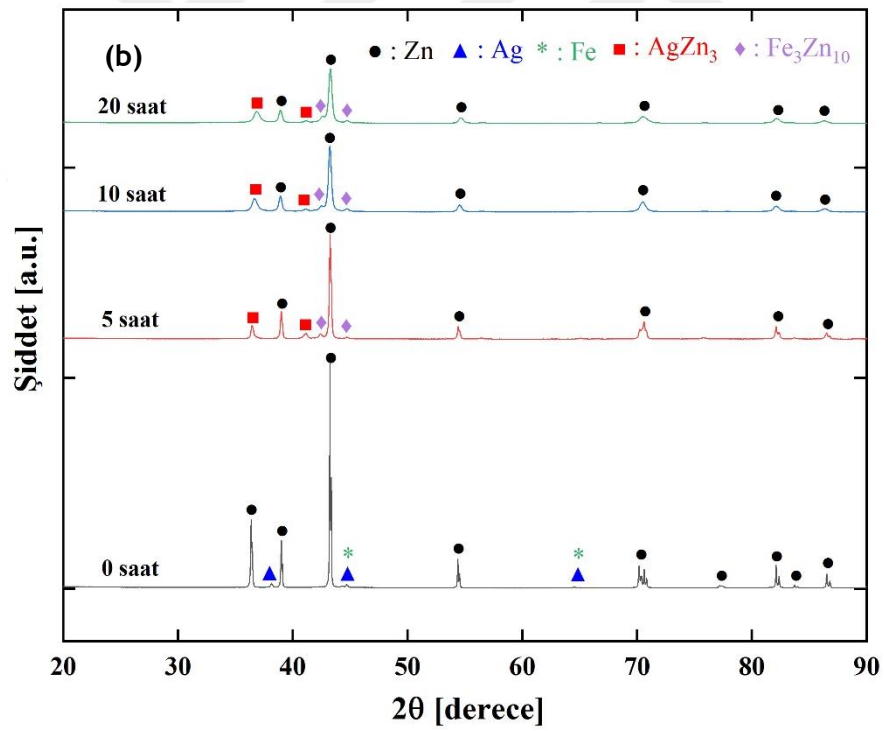 (b)
● : Zn ▲ : Ag * : Fe ■ : AgZn₃ ♦ : Fe₃Zn₁₀
20 saat
10 saat
5 saat
0 saat
Şiddet [a.u.]
20 30 40 50 60 70 80 90
2θ [derece]